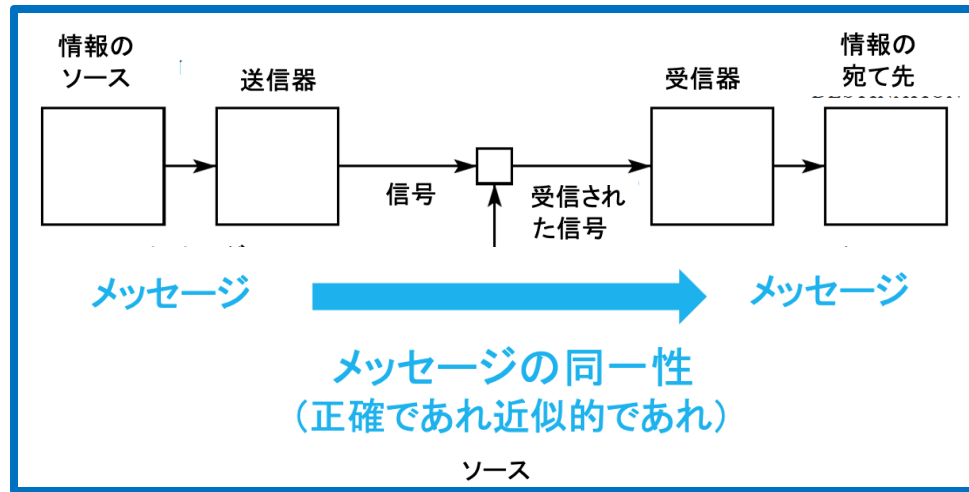 情報の
ソース
送信器
受信器
情報の
宛て先
信号
受信され
た信号
メッセージ
メッセージ
メッセージの同一性
（正確であれ近似的であれ）
ソース